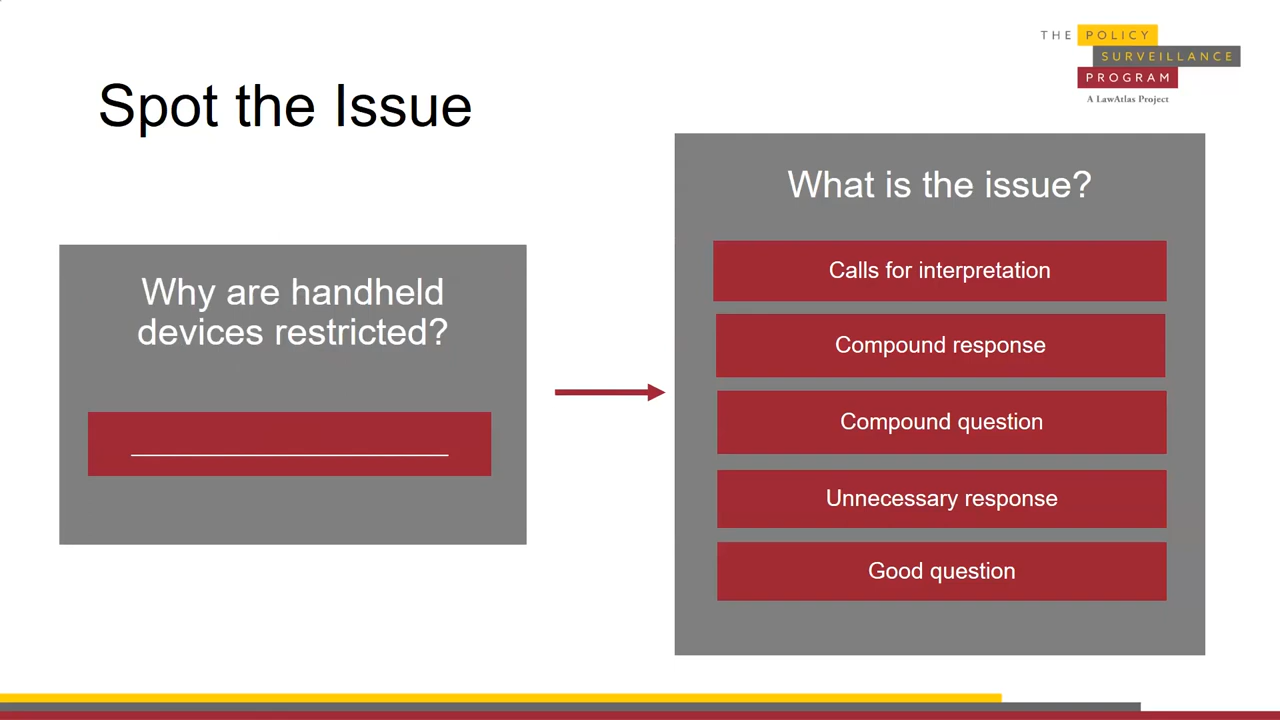 THE POLICY
SURVEILLANCE
PROGRAM
A LawAtlas Project
Spot the Issue
Why are handheld
devices restricted?
What is the issue?
Calls for interpretation
Compound response
Compound question
Unnecessary response
Good question